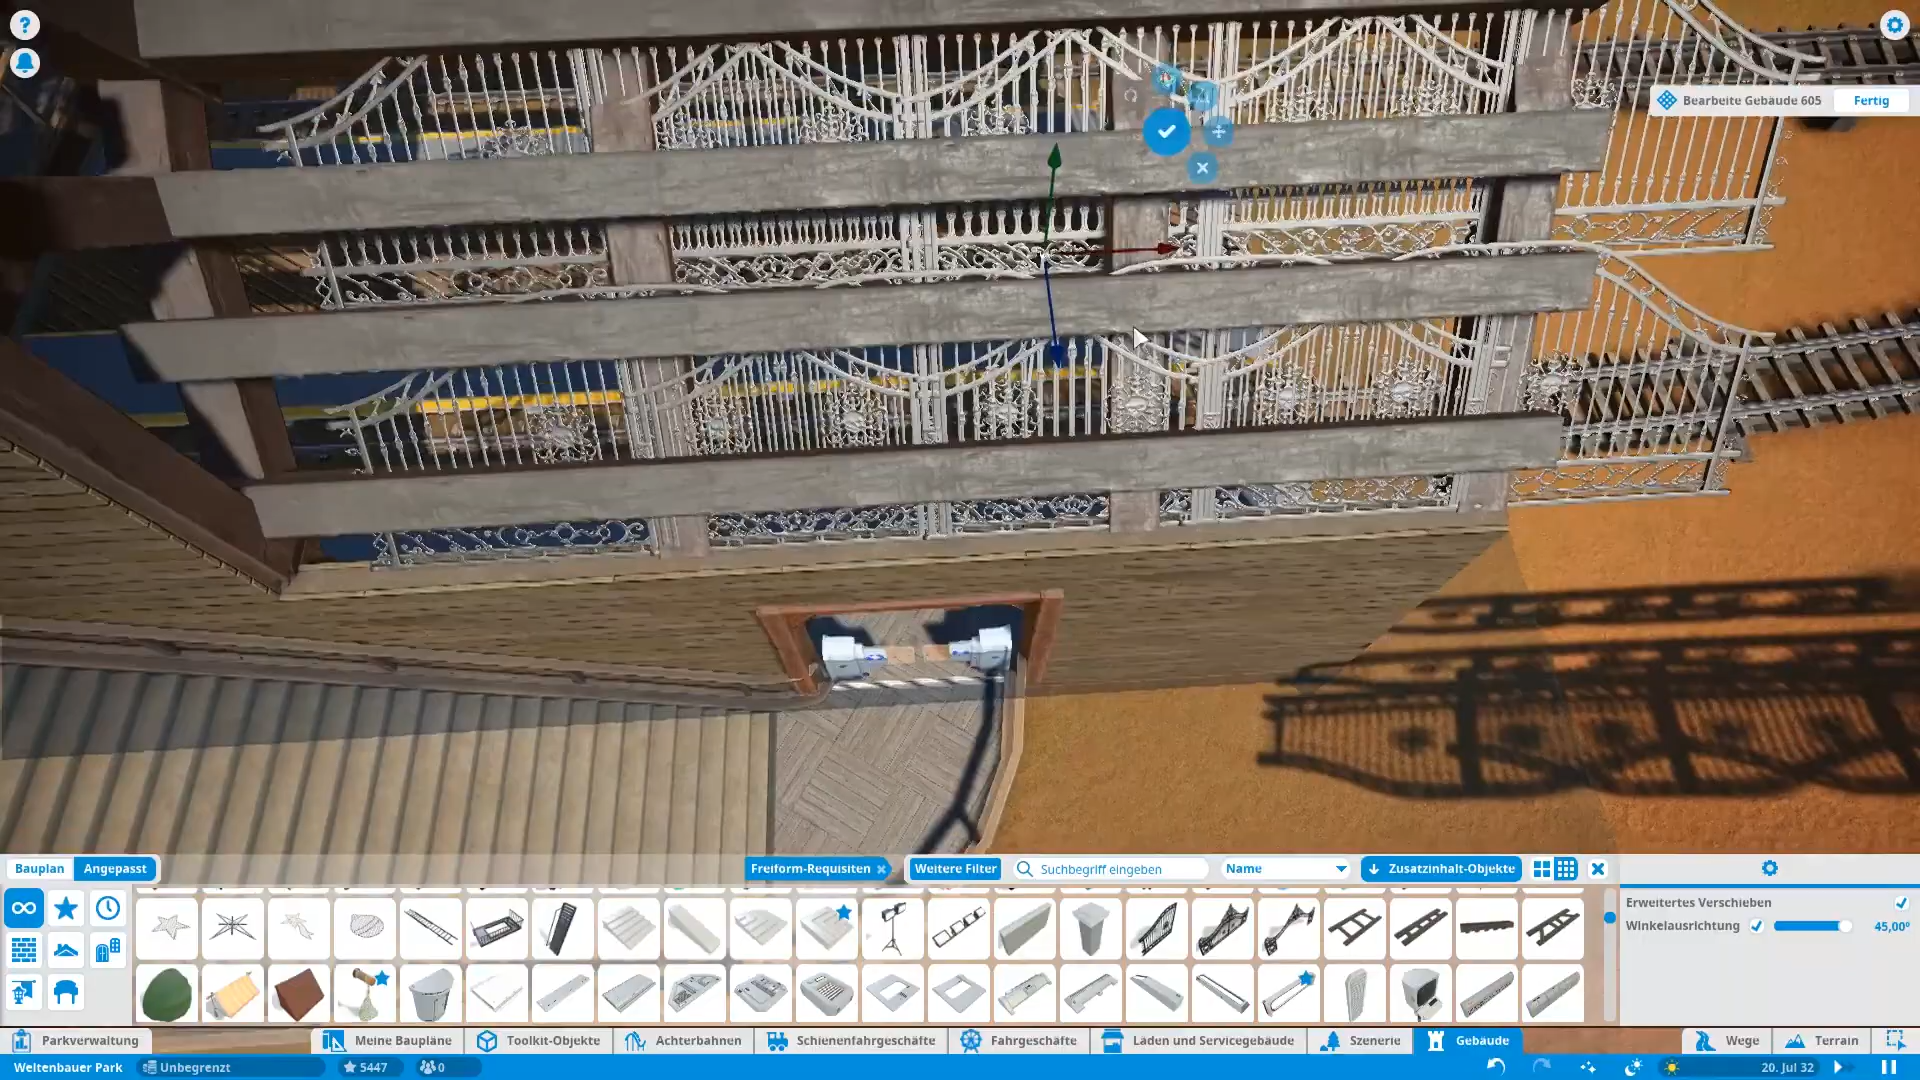 ?
Bearbeite Gebäude 605
Fertig
Bauplan
Angepasst
Freiform-Requisiten
Weitere Filter
Suchbegriff eingeben
Name
Zusatzinhalt-Objekte
Erweitertes Verschieben
Winkelausrichtung
45,00°
Parkverwaltung
Meine Baupläne
Toolkit-Objekte
Achterbahnen
Schienenfahrgeschäfte
Fahrgeschäfte
Läden und Servicegebäude
Szenerie
Gebäude
Wege
Terrain
Weltenbauer Park
Unbegrenzt
5447
0
20. Jul 32